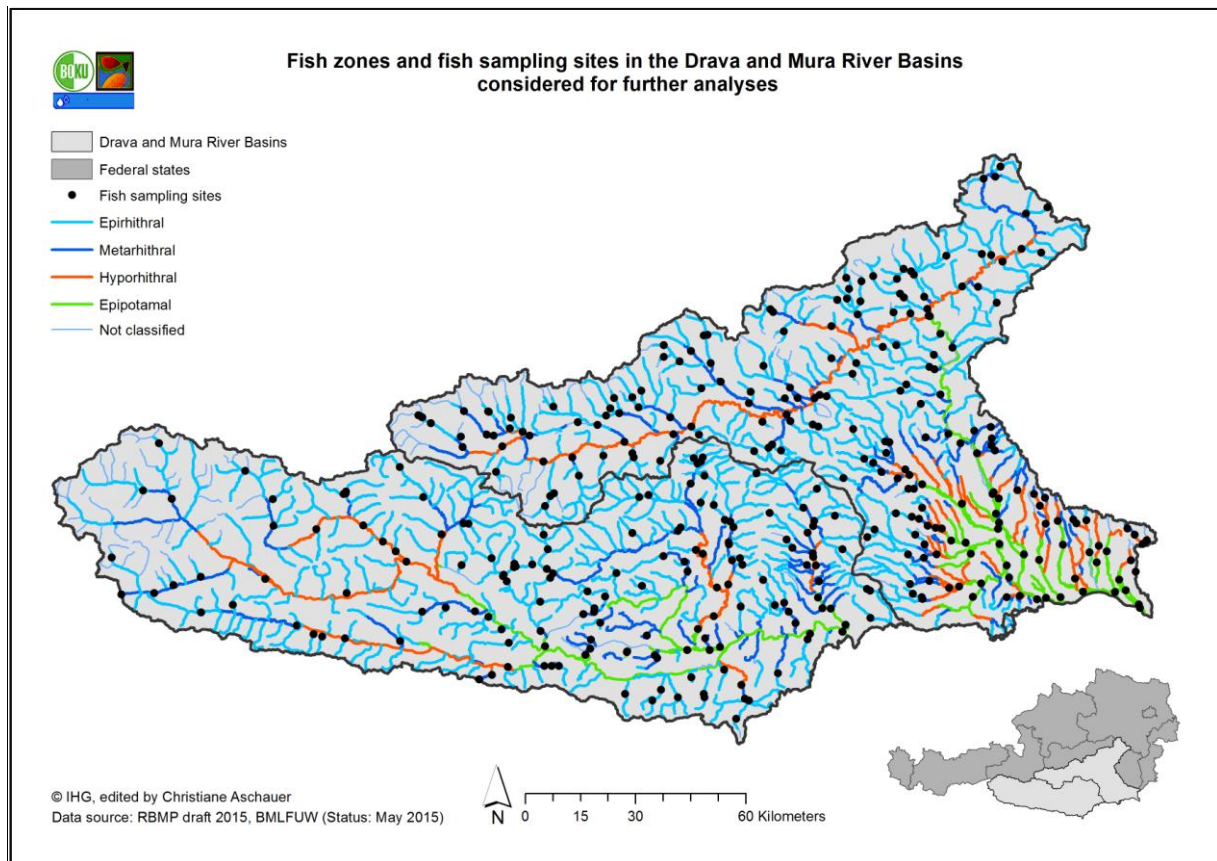 BOKU
Fish zones and fish sampling sites in the Drava and Mura River Basins
considered for further analyses
Drava and Mura River Basins
Federal states
Fish sampling sites
Epirhithral
Metarhithral
Hyporhithral
Epipotamal
Not classified
© IHG, edited by Christiane Aschauer
Data source: RBMP draft 2015, BMLFUW (Status: May 2015)
N
0 15 30 60 Kilometers